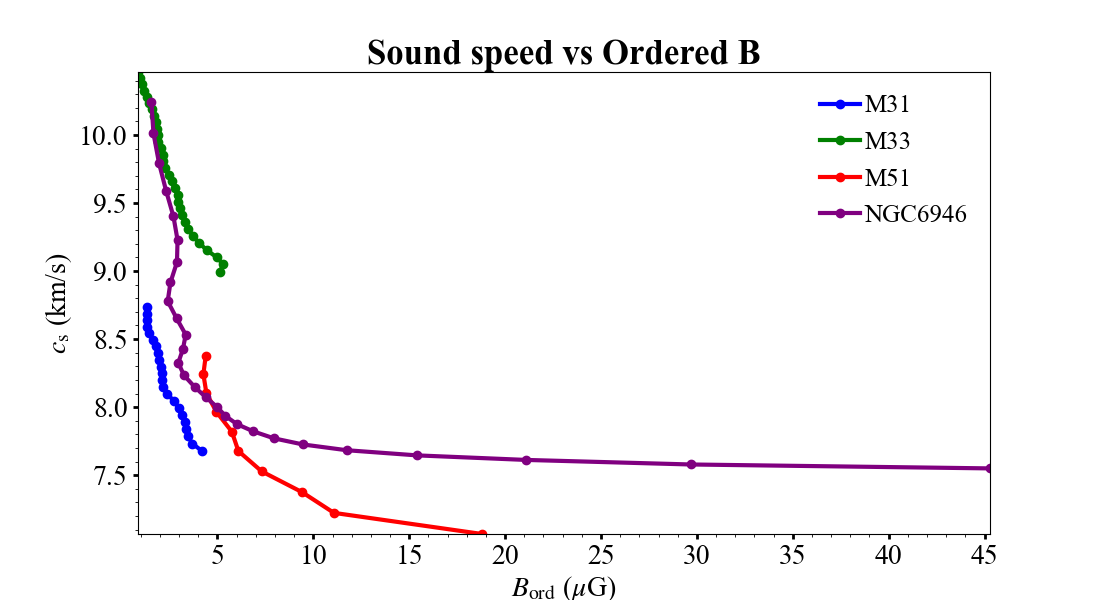 Sound speed vs Ordered B
M31
M33
M51
NGC6946
c_s (km/s)
10.0
9.5
9.0
8.5
8.0
7.5
5 10 15 20 25 30 35 40 45
B_ord (μG)